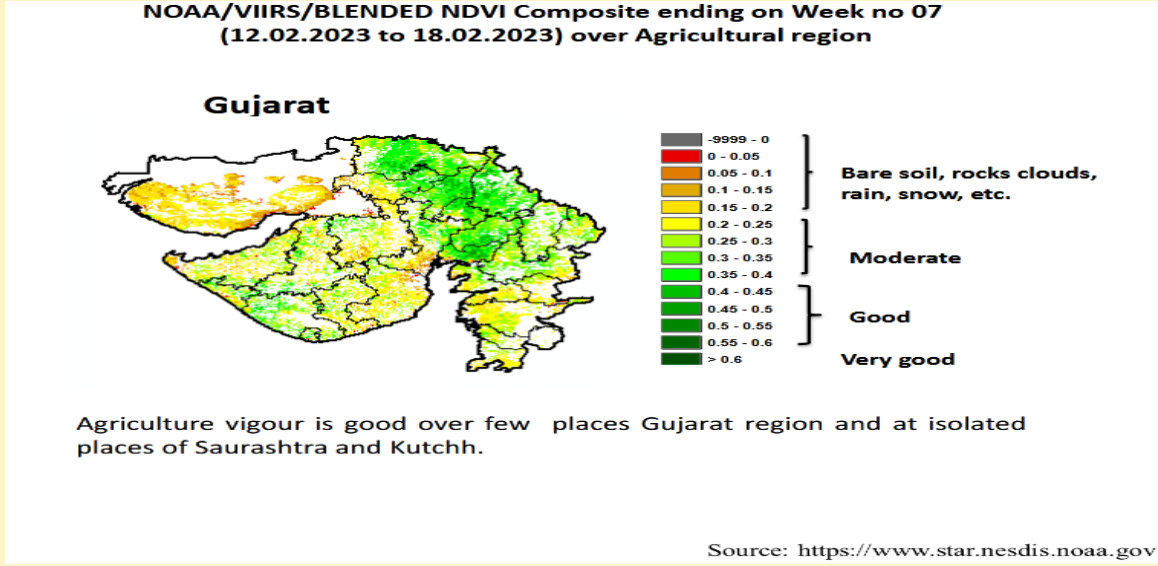 NOAA/VIIRS/BLENDED NDVI Composite ending on Week no 07
(12.02.2023 to 18.02.2023) over Agricultural region
Gujarat
-9999 - 0
0 - 0.05
0.05 - 0.1
0.1 - 0.15
0.15 - 0.2
0.2 - 0.25
0.25 - 0.3
0.3 - 0.35
0.35 - 0.4
0.4 - 0.45
0.45 - 0.5
0.5 - 0.55
0.55 - 0.6
> 0.6
Bare soil, rocks clouds,
rain, snow, etc.
Moderate
Good
Very good
Agriculture vigour is good over few places Gujarat region and at isolated
places of Saurashtra and Kutchh.
Source: https://www.star.nesdis.noaa.gov